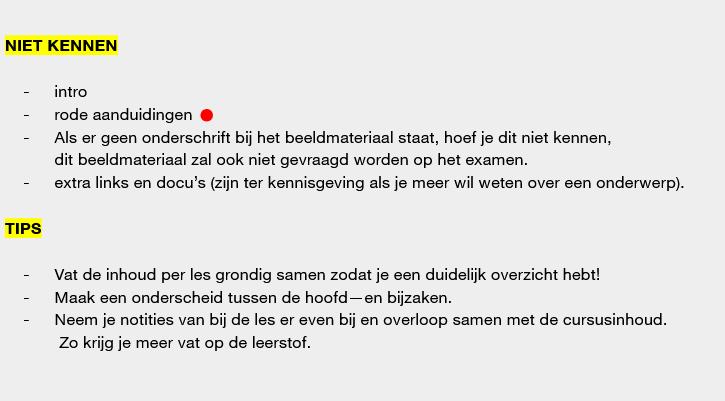 NIET KENNEN
- intro
- rode aanduidingen
- Als er geen onderschrift bij het beeldmateriaal staat, hoef je dit niet kennen,
dit beeldmateriaal zal ook niet gevraagd worden op het examen.
- extra links en docu’s (zijn ter kennisgeving als je meer wil weten over een onderwerp).
TIPS
- Vat de inhoud per les grondig samen zodat je een duidelijk overzicht hebt!
- Maak een onderscheid tussen de hoofd—en bijzaken.
- Neem je notities van bij de les er even bij en overloop samen met de cursusinhoud.
Zo krijg je meer vat op de leerstof.